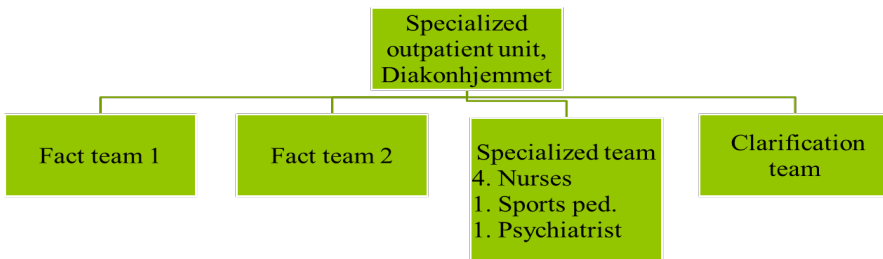 Specialized
outpatient unit,
Diakonhjemmet
Fact team 1
Fact team 2
Specialized team
4. Nurses
1. Sports ped.
1. Psychiatrist
Clarification
team